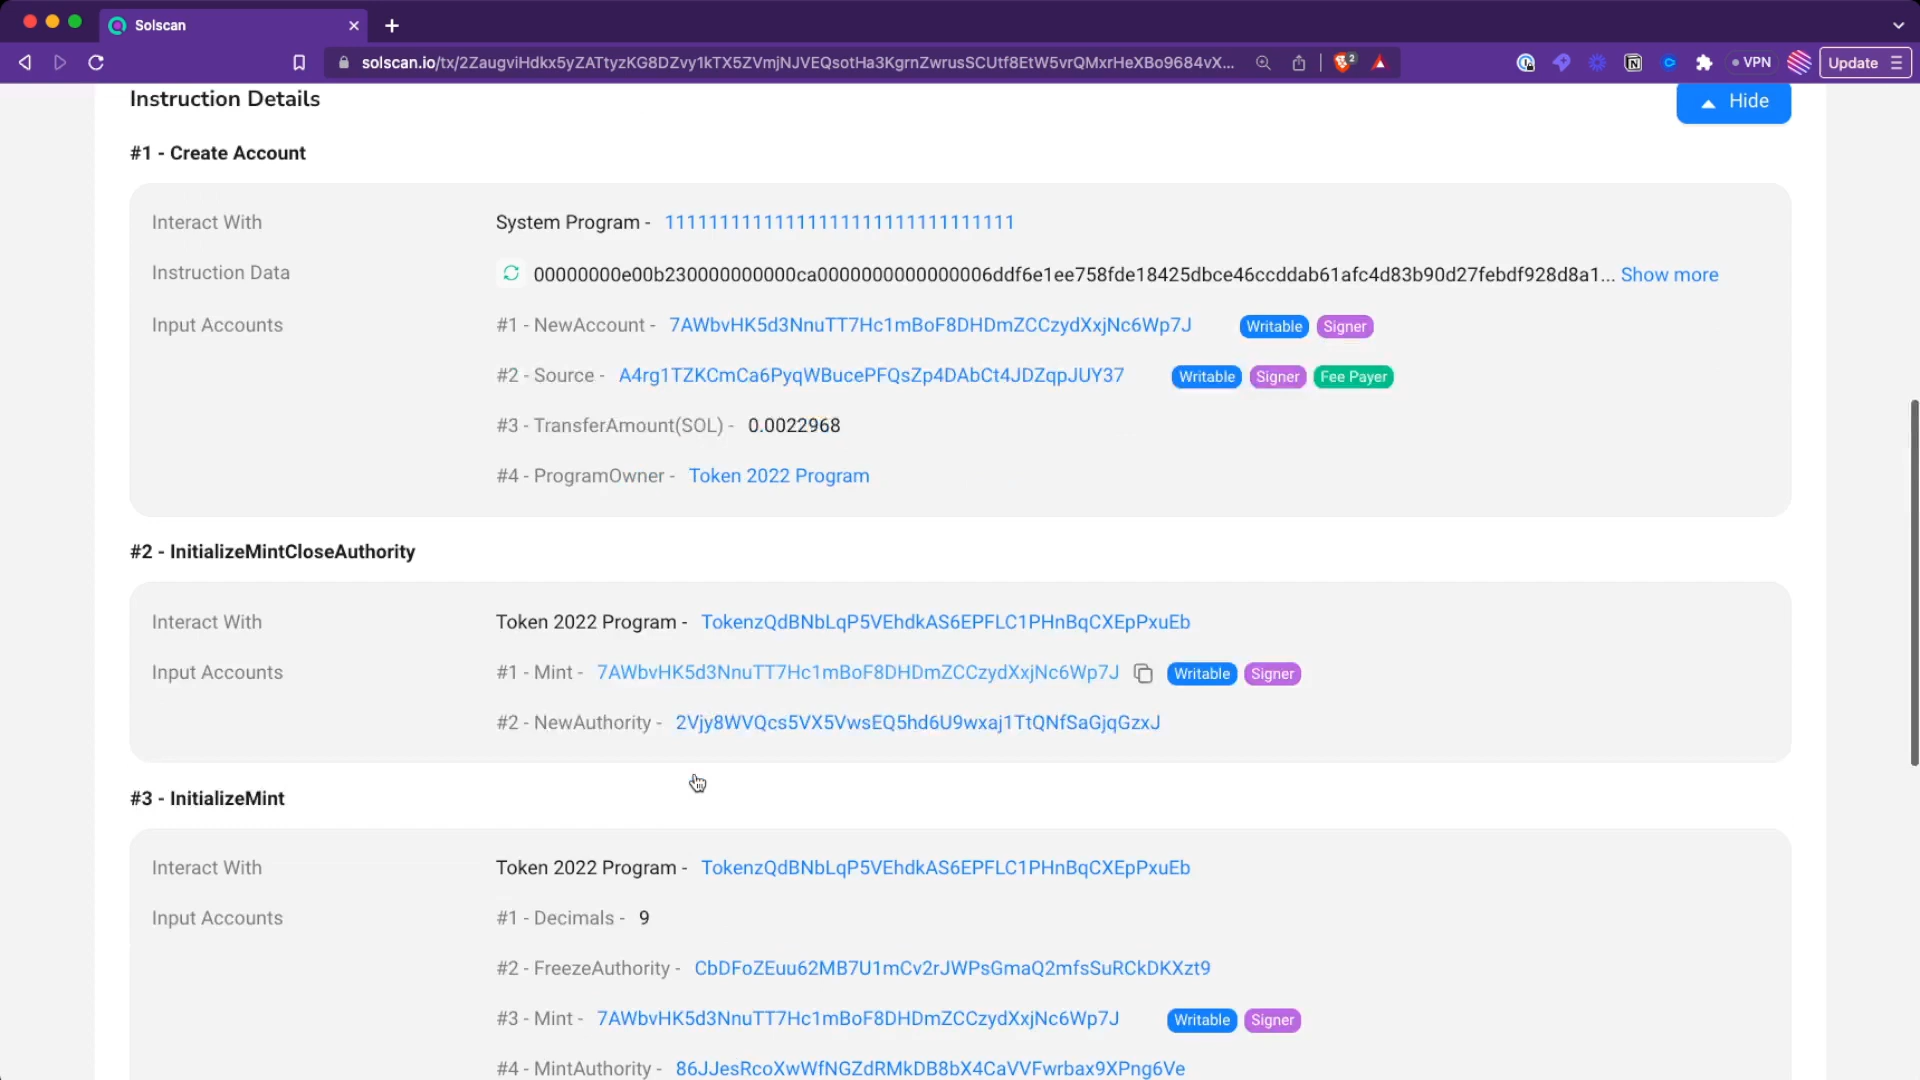 Solscan
solscan.io/tx/2ZaugviHdkx5yZATtyzKG8DZvy1kTX5ZVmjNJVEQsotHa3KgrnZwrusSCUtf8EtW5vrQMxrHeXBo9684vX...
2
VPN
Update
Instruction Details
Hide
#1 - Create Account
Interact With
System Program - 11111111111111111111111111111111
Instruction Data
00000000e00b230000000000ca0000000000000006ddf6e1ee758fde18425dbce46ccddab61afc4d83b90d27febdf928d8a1... Show more
Input Accounts
#1 - NewAccount - 7AWbvHK5d3NnuTT7Hc1mBoF8DHDmZCCzydXxjNc6Wp7J Writable Signer
#2 - Source - A4rg1TZKCmCa6PyqWBucePFQsZp4DAbCt4JDZqpJUY37 Writable Signer Fee Payer
#3 - TransferAmount(SOL) - 0.0022968
#4 - ProgramOwner - Token 2022 Program
#2 - InitializeMintCloseAuthority
Interact With
Token 2022 Program - TokenzQdBNbLqP5VEhdkAS6EPFLC1PHnBqCXEpPxuEb
Input Accounts
#1 - Mint - 7AWbvHK5d3NnuTT7Hc1mBoF8DHDmZCCzydXxjNc6Wp7J Writable Signer
#2 - NewAuthority - 2Vjy8WVQcs5VX5VwsEQ5hd6U9wxaj1TtQNfSaGjqGzxJ
#3 - InitializeMint
Interact With
Token 2022 Program - TokenzQdBNbLqP5VEhdkAS6EPFLC1PHnBqCXEpPxuEb
Input Accounts
#1 - Decimals - 9
#2 - FreezeAuthority - CbDFoZEuu62MB7U1mCv2rJWPsGmaQ2mfsSuRCkDKXzt9
#3 - Mint - 7AWbvHK5d3NnuTT7Hc1mBoF8DHDmZCCzydXxjNc6Wp7J Writable Signer
#4 - MintAuthority - 86JJesRcoXwWfNGZdRMkDB8bX4CaVVFwrbax9XPng6Ve